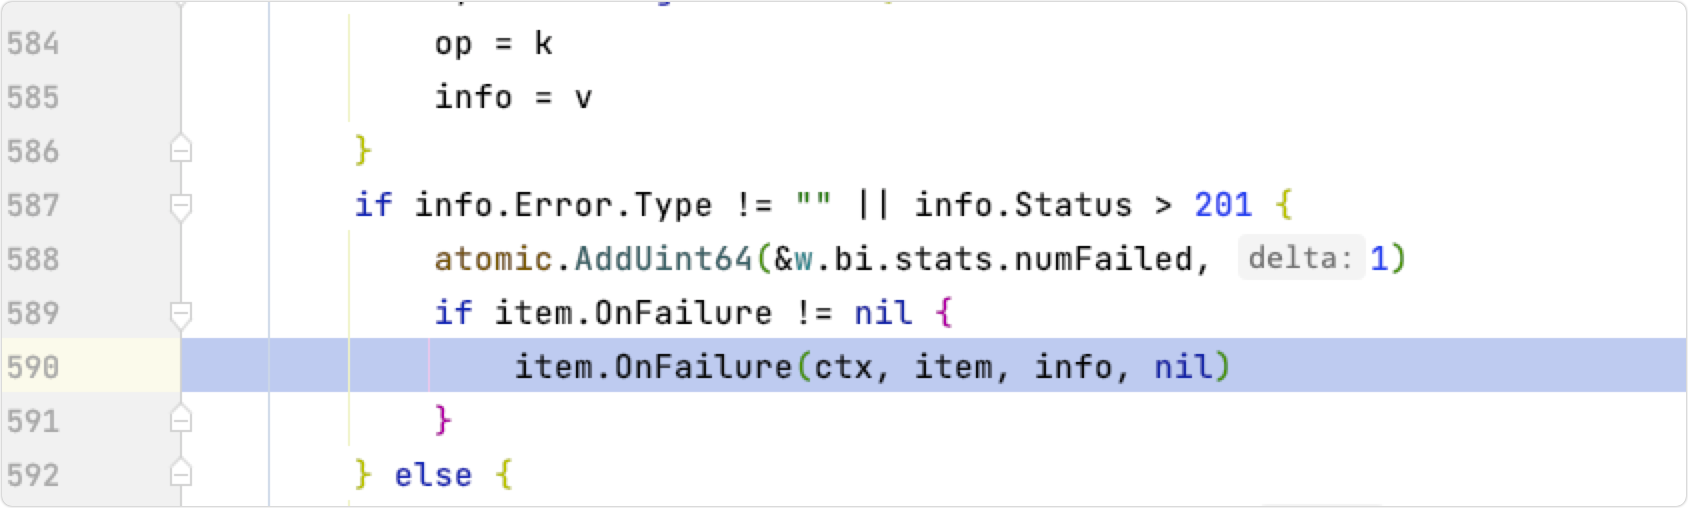 584 op = k
585 info = v
586 }
587 if info.Error.Type != "" || info.Status > 201 {
588 atomic.AddUint64(&w.bi.stats.numFailed, delta: 1)
589 if item.OnFailure != nil {
590 item.OnFailure(ctx, item, info, nil)
591 }
592 } else {